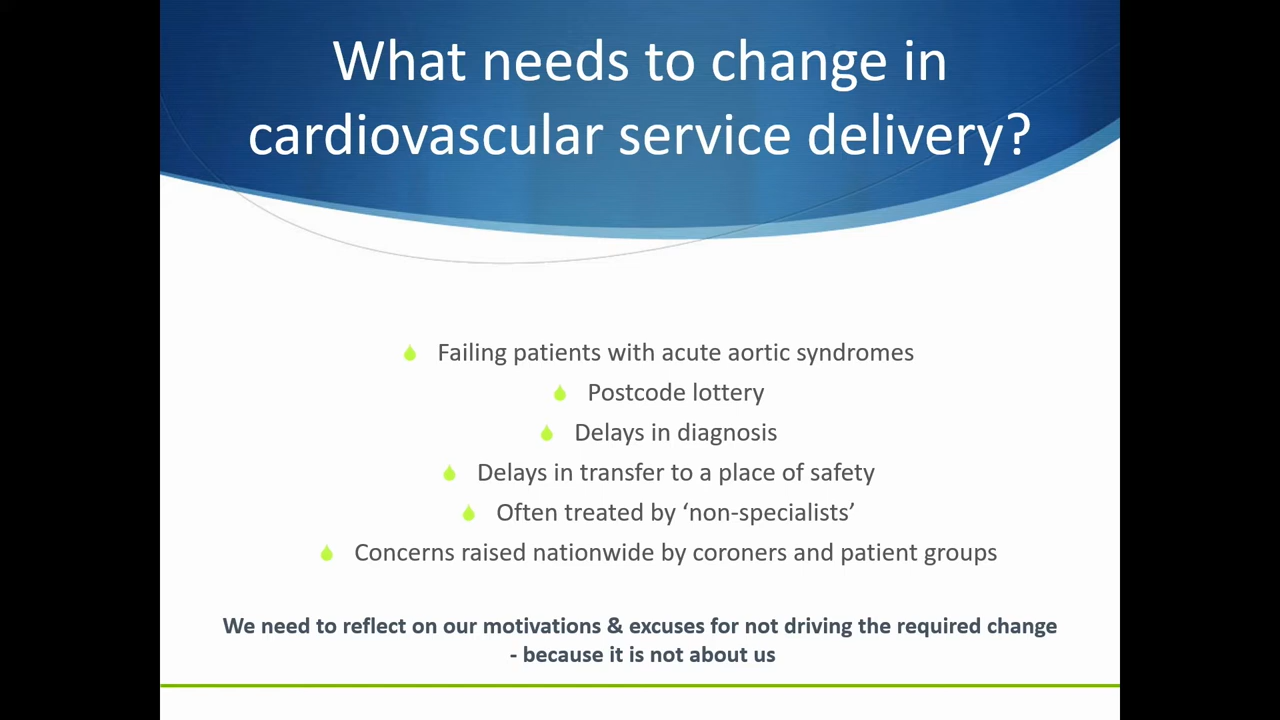 What needs to change in
cardiovascular service delivery?
Failing patients with acute aortic syndromes
Postcode lottery
Delays in diagnosis
Delays in transfer to a place of safety
Often treated by ‘non-specialists’
Concerns raised nationwide by coroners and patient groups
We need to reflect on our motivations & excuses for not driving the required change
- because it is not about us